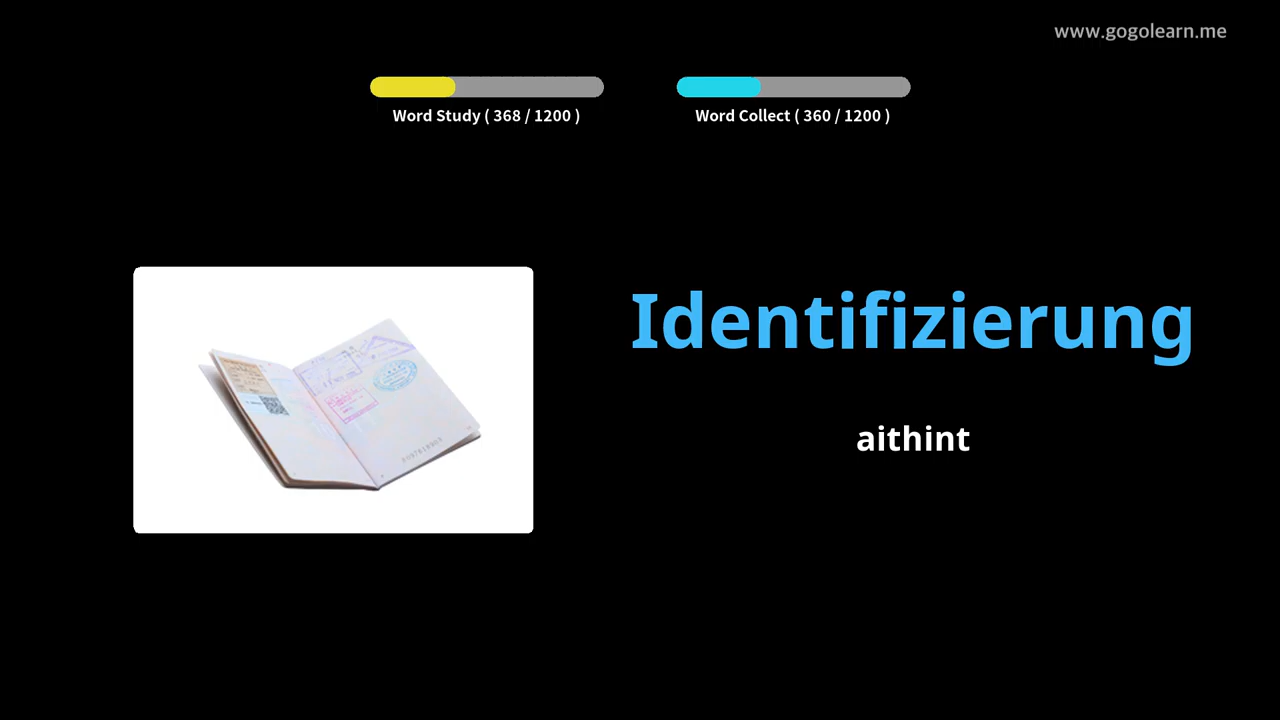 www.gogolearn.me
Word Study ( 368 / 1200 )
Word Collect ( 360 / 1200 )
Identifizierung
aithint